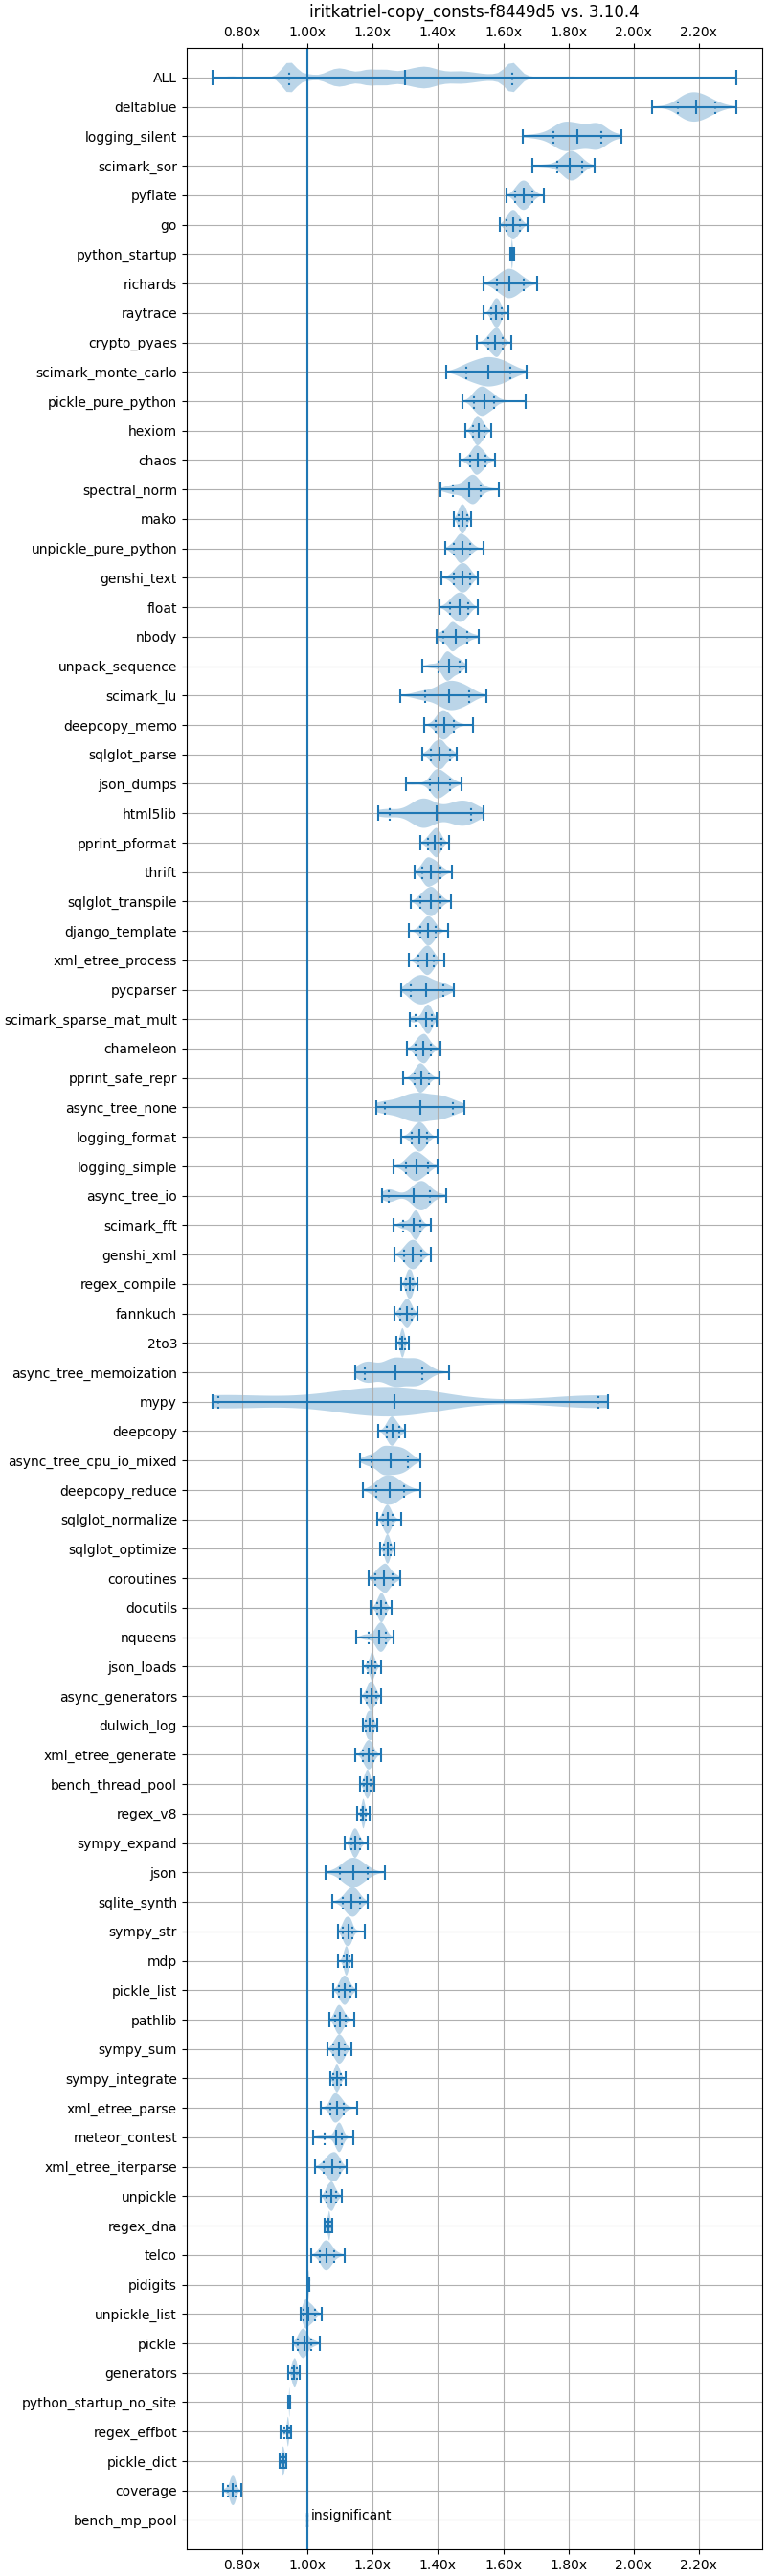 iritkatriel-copy_consts-f8449d5 vs. 3.10.4
0.80x 1.00x 1.20x 1.40x 1.60x 1.80x 2.00x 2.20x
ALL
deltablue
logging_silent
scimark_sor
pyflate
go
python_startup
richards
raytrace
crypto_pyaes
scimark_monte_carlo
pickle_pure_python
hexiom
chaos
spectral_norm
mako
unpickle_pure_python
genshi_text
float
nbody
unpack_sequence
scimark_lu
deepcopy_memo
sqlglot_parse
json_dumps
html5lib
pprint_pformat
thrift
sqlglot_transpile
django_template
xml_etree_process
pycparser
scimark_sparse_mat_mult
chameleon
pprint_safe_repr
async_tree_none
logging_format
logging_simple
async_tree_io
scimark_fft
genshi_xml
regex_compile
fannkuch
2to3
async_tree_memoization
mypy
deepcopy
async_tree_cpu_io_mixed
deepcopy_reduce
sqlglot_normalize
sqlglot_optimize
coroutines
docutils
nqueens
json_loads
async_generators
dulwich_log
xml_etree_generate
bench_thread_pool
regex_v8
sympy_expand
json
sqlite_synth
sympy_str
mdp
pickle_list
pathlib
sympy_sum
sympy_integrate
xml_etree_parse
meteor_contest
xml_etree_iterparse
unpickle
regex_dna
telco
pidigits
unpickle_list
pickle
generators
python_startup_no_site
regex_effbot
pickle_dict
coverage
bench_mp_pool insignificant
0.80x 1.00x 1.20x 1.40x 1.60x 1.80x 2.00x 2.20x